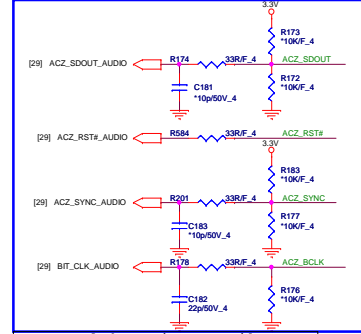 3.3V
R173
*10K/F_4
[29] ACZ_SDOUT_AUDIO R174 33R/F_4 ACZ_SDOUT
C181
*10p/50V_4
R172
*10K/F_4
[29] ACZ_RST#_AUDIO R584 33R/F_4 ACZ_RST#
3.3V
R183
*10K/F_4
[29] ACZ_SYNC_AUDIO R201 33R/F_4 ACZ_SYNC
C183
*10p/50V_4
R177
*10K/F_4
[29] BIT_CLK_AUDIO R178 33R/F_4 ACZ_BCLK
C182
22p/50V_4
R176
*10K/F_4